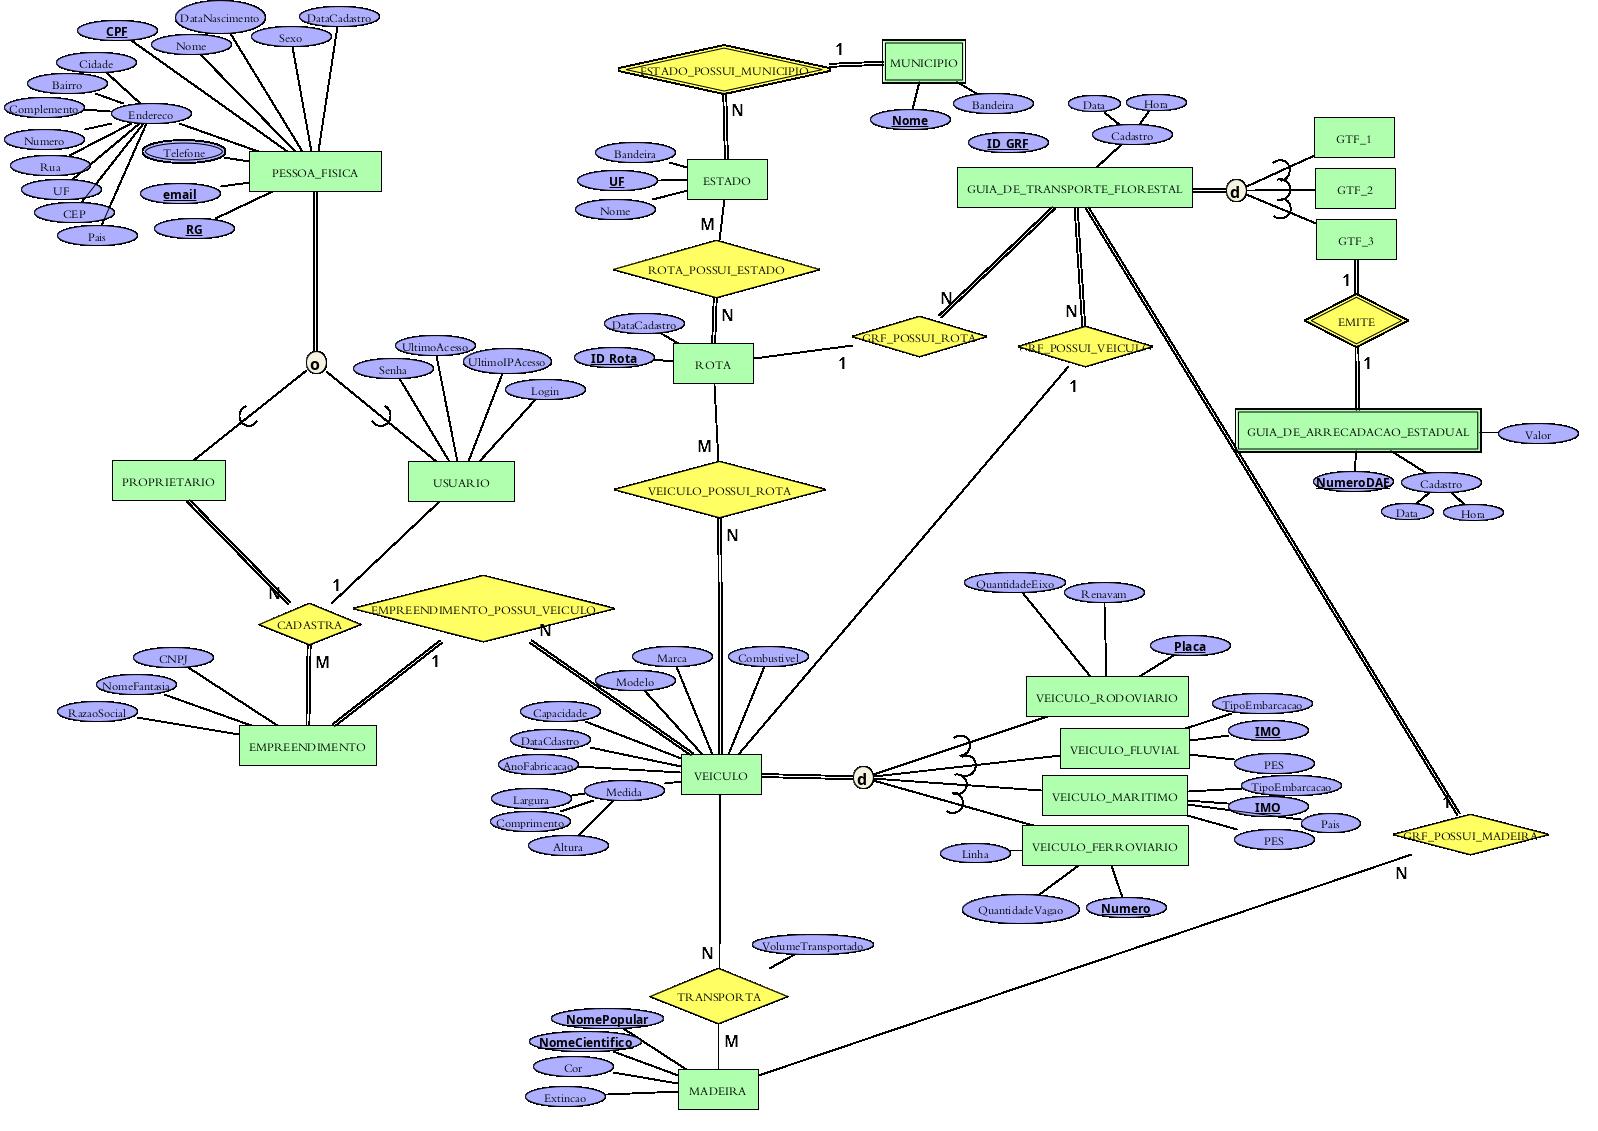 DataNascimento
DataCadastro
CPF
Nome
Sexo
Cidade
Bairro
Complemento
Endereco
Numero
Telefone
Rua
PESSOA_FISICA
UF
email
CEP
RG
Pais
o
UltimoAcesso
UltimoIPAcesso
Senha
Login
PROPRIETARIO
USUARIO
N
1
CADASTRA
M
EMPREENDIMENTO_POSSUI_VEICULO
N
1
CNPJ
NomeFantasia
RazaoSocial
EMPREENDIMENTO
ESTADO_POSSUI_MUNICIPIO
1
MUNICIPIO
Nome
Bandeira
N
Bandeira
UF
Nome
ESTADO
M
ROTA_POSSUI_ESTADO
N
DataCadastro
ID Rota
ROTA
1
GRF_POSSUI_ROTA
N
M
VEICULO_POSSUI_ROTA
N
Data
Hora
Cadastro
ID GRF
GUIA_DE_TRANSPORTE_FLORESTAL
d
GTF_1
GTF_2
GTF_3
1
EMITE
1
GUIA_DE_ARRECADACAO_ESTADUAL
Valor
NumeroDAE
Cadastro
Data
Hora
N
GRF_POSSUI_VEICULO
1
Marca
Combustivel
Modelo
Capacidade
DataCdastro
AnoFabricacao
Medida
Largura
Comprimento
Altura
VEICULO
d
QuantidadeEixo
Renavam
Placa
VEICULO_RODOVIARIO
TipoEmbarcacao
IMO
VEICULO_FLUVIAL
PES
VEICULO_MARITIMO
TipoEmbarcacao
IMO
Pais
PES
VEICULO_FERROVIARIO
Linha
QuantidadeVagao
Numero
1
GRF_POSSUI_MADEIRA
N
N
VolumeTransportado
TRANSPORTA
M
NomePopular
NomeCientifico
Cor
Extincao
MADEIRA